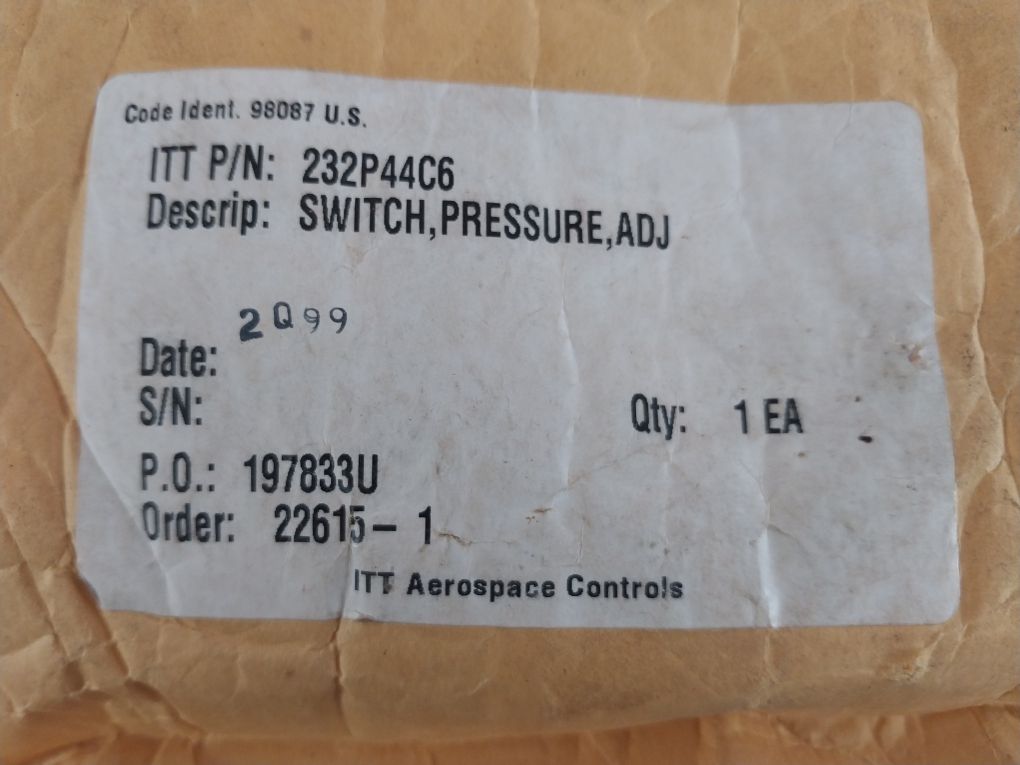 Code Ident. 98087 U.S.
ITT P/N: 232P44C6
Descrip: SWITCH,PRESSURE,ADJ
2Q99
Date:
S/N:
Qty: 1 EA
P.O.: 197833U
Order: 22615- 1
ITT Aerospace Controls